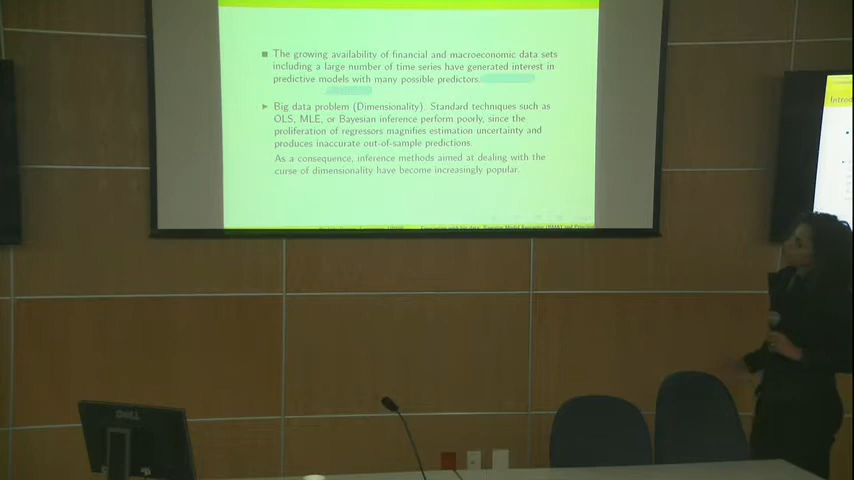 The growing availability of financial and macroeconomic data sets
including a large number of time series have generated interest in
predictive models with many possible predictors.
Big data problem (Dimensionality). Standard techniques such as
OLS, MLE, or Bayesian inference perform poorly, since the
proliferation of regressors magnifies estimation uncertainty and
produces inaccurate out-of-sample predictions.
As a consequence, inference methods aimed at dealing with the
curse of dimensionality have become increasingly popular.
Introd
DELL